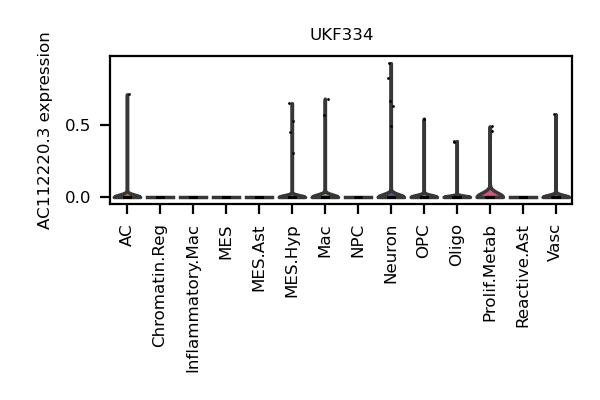 UKF334
AC112220.3 expression
0.5
0.0
AC
Chromatin.Reg
Inflammatory.Mac
MES
MES.Ast
MES.Hyp
Mac
NPC
Neuron
OPC
Oligo
Prolif.Metab
Reactive.Ast
Vasc